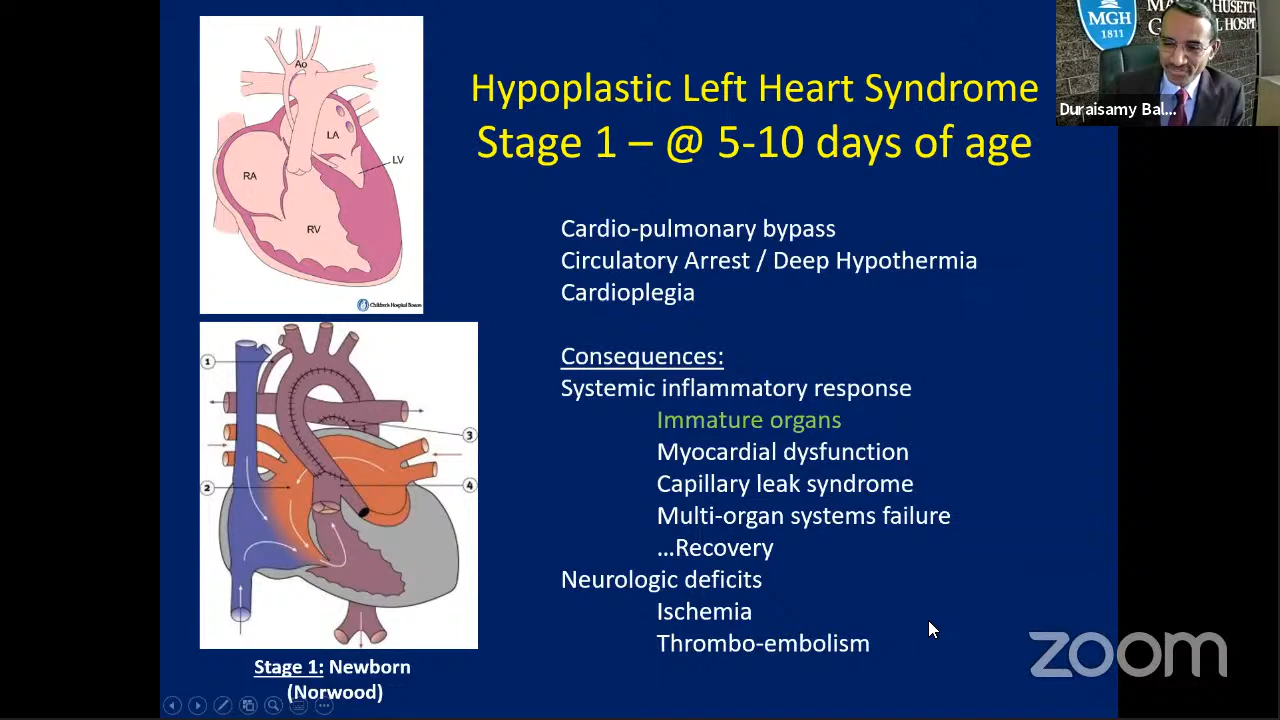 Ao
LA
LV
RA
RV
Children's Hospital Boston
Hypoplastic Left Heart Syndrome
Stage 1 – @ 5-10 days of age
MGH
1811
Duraisamy Bal...
Cardio-pulmonary bypass
Circulatory Arrest / Deep Hypothermia
Cardioplegia
Consequences:
Systemic inflammatory response
Immature organs
Myocardial dysfunction
Capillary leak syndrome
Multi-organ systems failure
...Recovery
Neurologic deficits
Ischemia
Thrombo-embolism
1
3
2
4
Stage 1: Newborn
(Norwood)
zoom